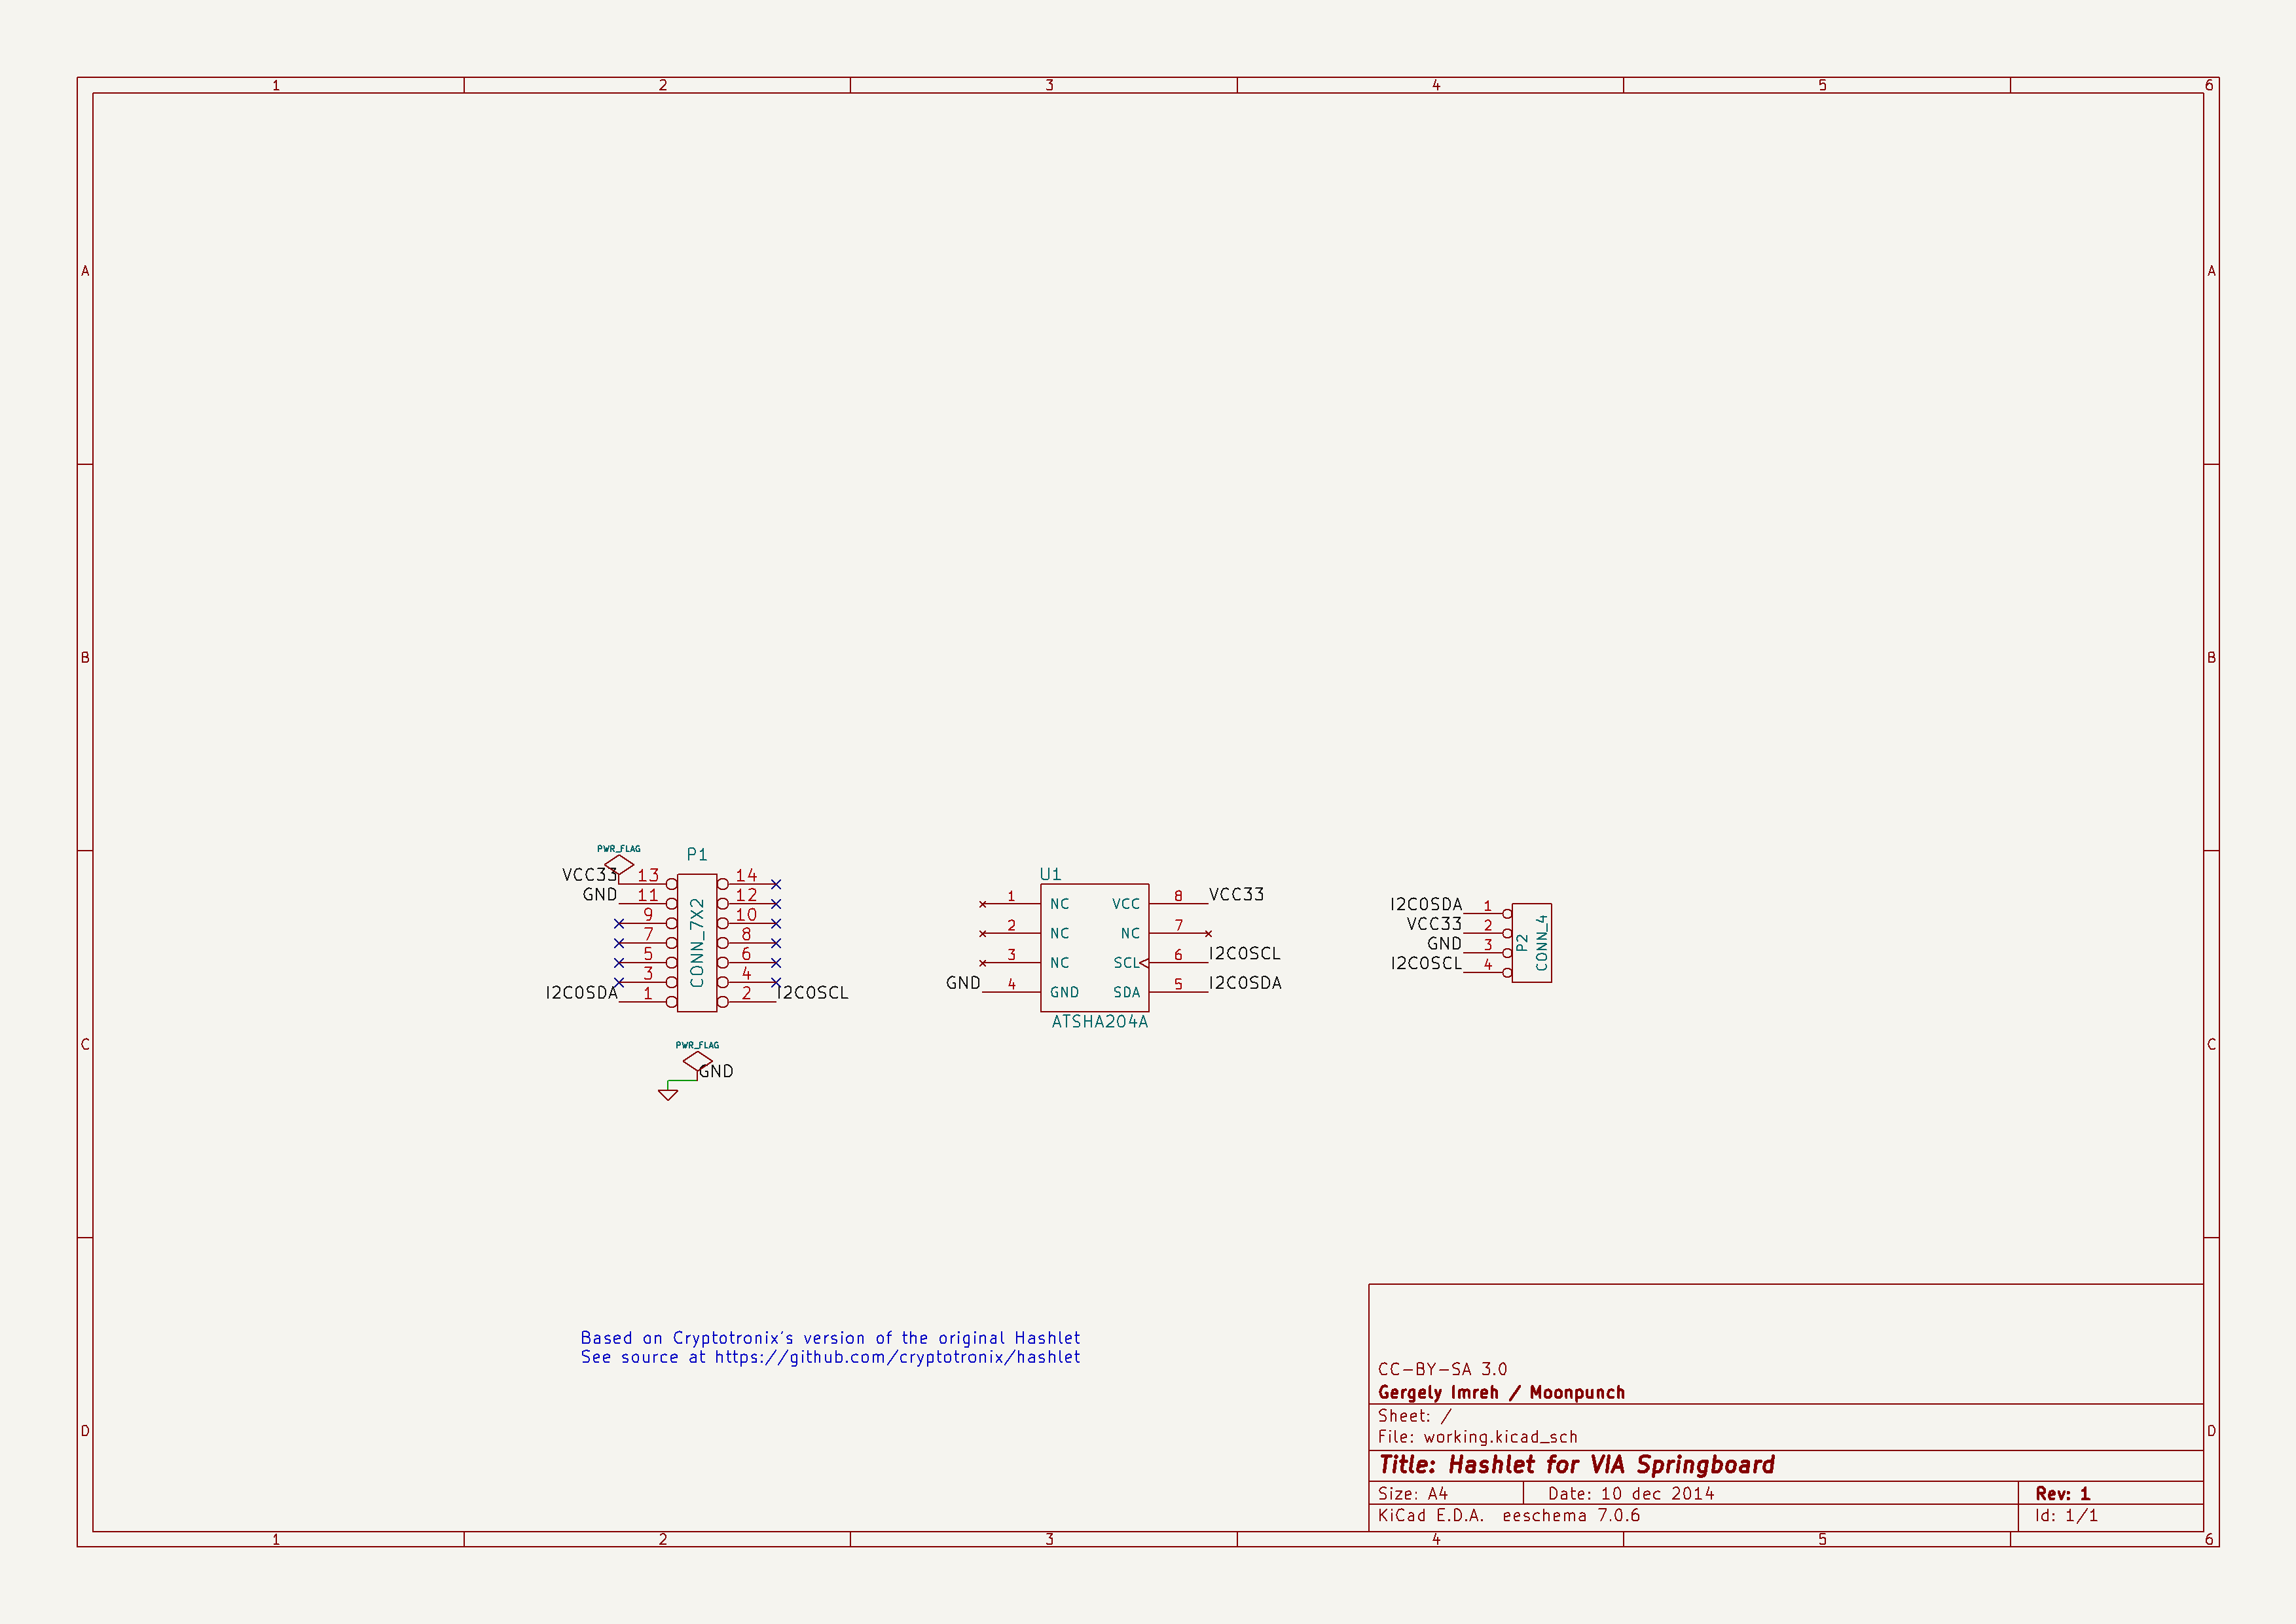 1 2 3 4 5 6
A A
B B
C C
D D
PWR_FLAG
P1
VCC33 13 14
GND 11 12
9 10
7 8
5 6
3 4
I2C0SDA 1 2 I2C0SCL
CONN_7X2
PWR_FLAG
GND
U1
1 NC VCC 8 VCC33
2 NC NC 7
3 NC SCL 6 I2C0SCL
GND 4 GND SDA 5 I2C0SDA
ATSHA204A
I2C0SDA 1
VCC33 2
GND 3
I2C0SCL 4
P2
CONN_4
Based on Cryptotronix's version of the original Hashlet
See source at https://github.com/cryptotronix/hashlet
CC-BY-SA 3.0
Gergely Imreh / Moonpunch
Sheet: /
File: working.kicad_sch
Title: Hashlet for VIA Springboard
Size: A4 Date: 10 dec 2014 Rev: 1
KiCad E.D.A. eeschema 7.0.6 Id: 1/1
1 2 3 4 5 6